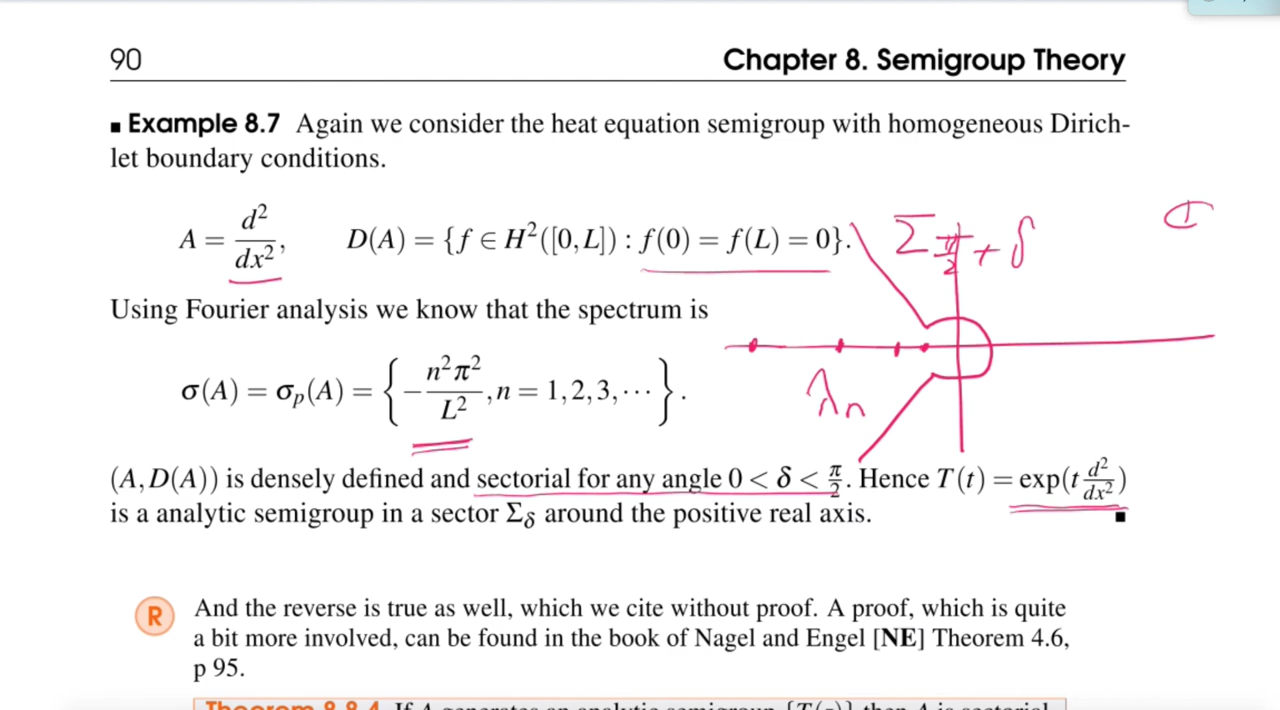 90
Chapter 8. Semigroup Theory
▪ Example 8.7 Again we consider the heat equation semigroup with homogeneous Dirich-
let boundary conditions.
A = d²/dx², D(A) = {f ∈ H²([0,L]) : f(0) = f(L) = 0}.
Σ π/2 + δ
Using Fourier analysis we know that the spectrum is
σ(A) = σₚ(A) = {−n²π²/L², n = 1,2,3,⋯}.
λn
(A,D(A)) is densely defined and sectorial for any angle 0 < δ < π/2. Hence T(t) = exp(t d²/dx²)
is a analytic semigroup in a sector Σδ around the positive real axis. ▪
R And the reverse is true as well, which we cite without proof. A proof, which is quite
a bit more involved, can be found in the book of Nagel and Engel [NE] Theorem 4.6,
p 95.